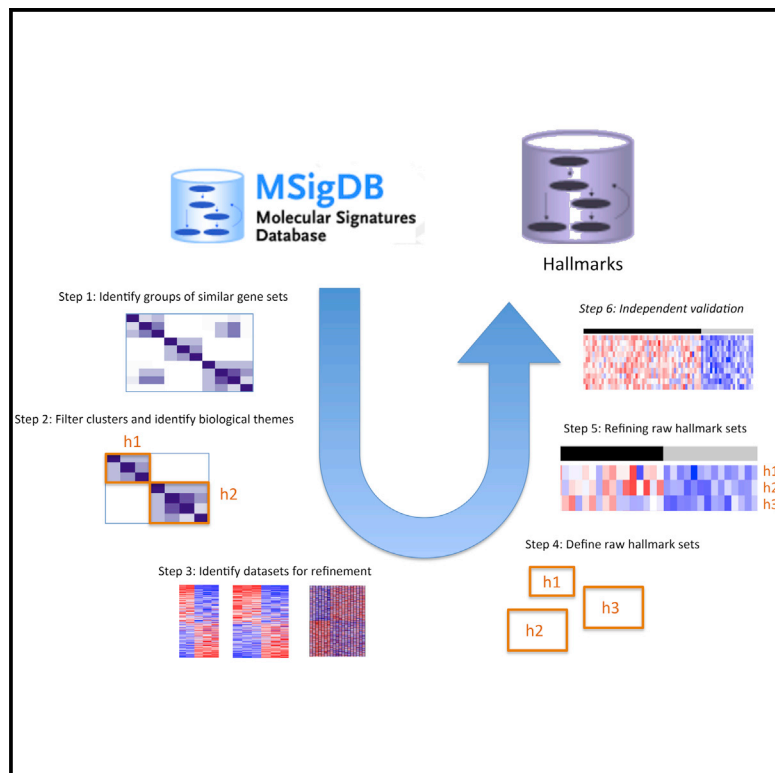 MSigDB
Molecular Signatures
Database
Hallmarks
Step 1: Identify groups of similar gene sets
Step 2: Filter clusters and identify biological themes
h1
h2
Step 3: Identify datasets for refinement
Step 4: Define raw hallmark sets
h1
h3
h2
Step 5: Refining raw hallmark sets
h1
h2
h3
Step 6: Independent validation